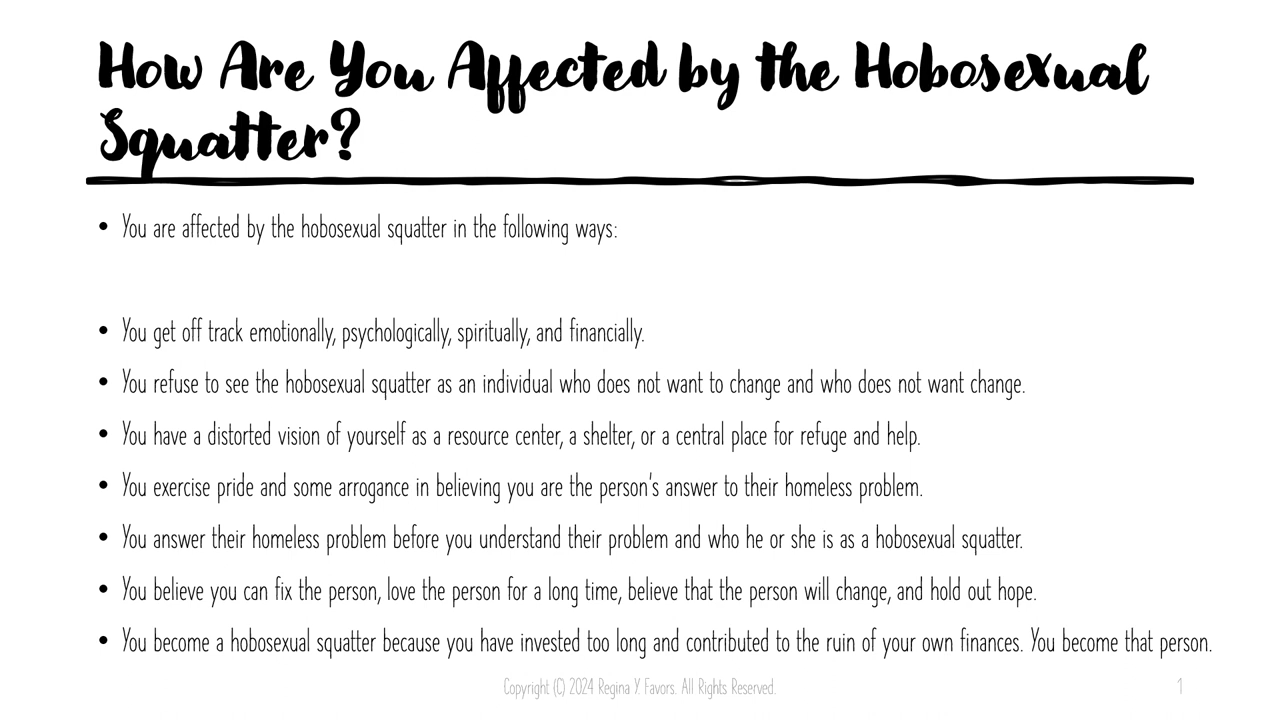 How Are You Affected by the Hobosexual
Squatter?
• You are affected by the hobosexual squatter in the following ways:
• You get off track emotionally, psychologically, spiritually, and financially.
• You refuse to see the hobosexual squatter as an individual who does not want to change and who does not want change.
• You have a distorted vision of yourself as a resource center, a shelter, or a central place for refuge and help.
• You exercise pride and some arrogance in believing you are the person's answer to their homeless problem.
• You answer their homeless problem before you understand their problem and who he or she is as a hobosexual squatter.
• You believe you can fix the person, love the person for a long time, believe that the person will change, and hold out hope.
• You become a hobosexual squatter because you have invested too long and contributed to the ruin of your own finances. You become that person.
Copyright (C) 2024 Regina Y. Favors. All Rights Reserved.
1